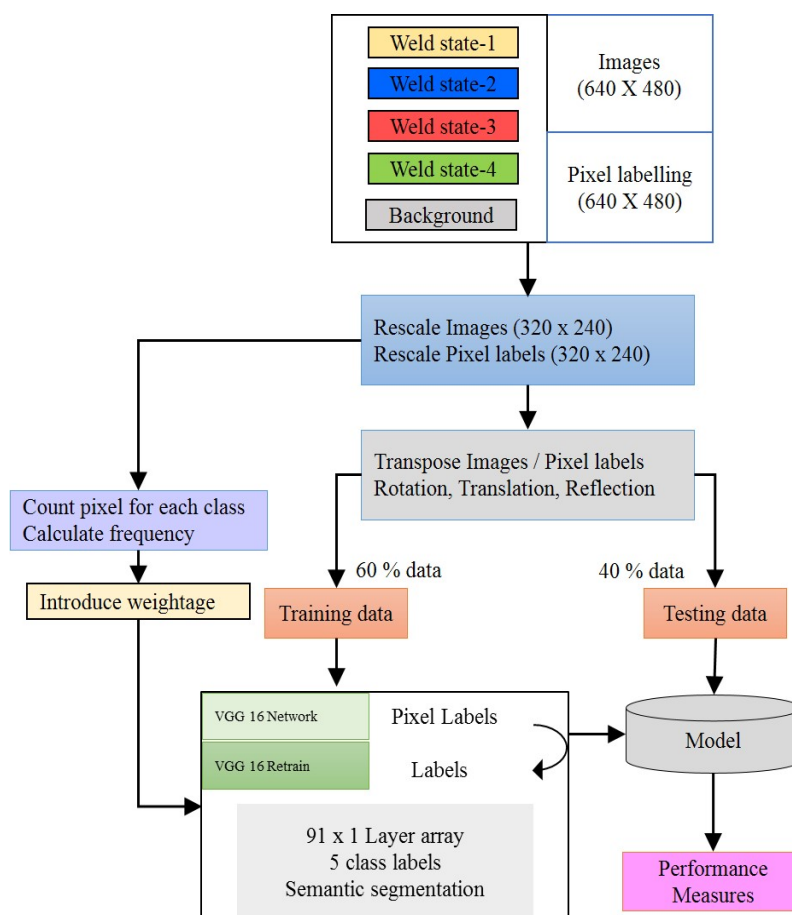 Weld state-1
Weld state-2
Weld state-3
Weld state-4
Background
Images
(640 X 480)
Pixel labelling
(640 X 480)
Rescale Images (320 x 240)
Rescale Pixel labels (320 x 240)
Transpose Images / Pixel labels
Rotation, Translation, Reflection
Count pixel for each class
Calculate frequency
Introduce weightage
60 % data
40 % data
Training data
Testing data
VGG 16 Network
Pixel Labels
VGG 16 Retrain
Labels
91 x 1 Layer array
5 class labels
Semantic segmentation
Model
Performance
Measures